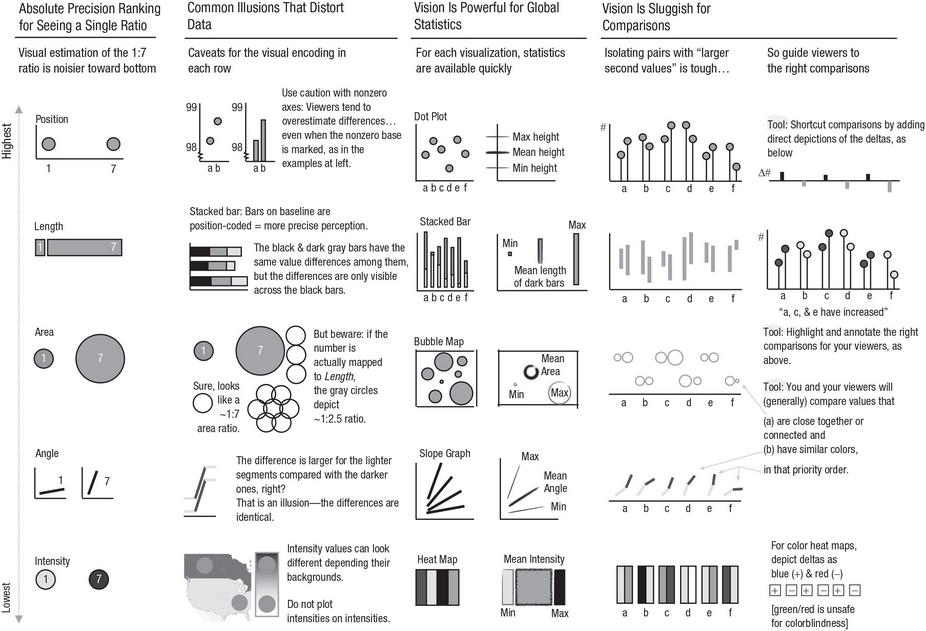 Absolute Precision Ranking
for Seeing a Single Ratio
Visual estimation of the 1:7
ratio is noisier toward bottom
Highest
Lowest
Position
1 7
Length
1 7
Area
1 7
Angle
1 7
Intensity
1 7
Common Illusions That Distort
Data
Caveats for the visual encoding in
each row
99 99
98 98
a b a b
Use caution with nonzero
axes: Viewers tend to
overestimate differences…
even when the nonzero base
is marked, as in the
examples at left.
Stacked bar: Bars on baseline are
position-coded = more precise perception.
The black & dark gray bars have the
same value differences among them,
but the differences are only visible
across the black bars.
1 7
Sure, looks
like a
~1:7
area ratio.
But beware: if the
number is
actually mapped
to Length,
the gray circles
depict
~1:2.5 ratio.
The difference is larger for the lighter
segments compared with the darker
ones, right?
That is an illusion—the differences are
identical.
Intensity values can look
different depending their
backgrounds.
Do not plot
intensities on intensities.
Vision Is Powerful for Global
Statistics
For each visualization, statistics
are available quickly
Dot Plot
a b c d e f
Max height
Mean height
Min height
Stacked Bar
a b c d e f
Min
Max
Mean length
of dark bars
Bubble Map
Mean
Area
Min
Max
Slope Graph
Max
Mean
Angle
Min
Heat Map
Mean Intensity
Min Max
Vision Is Sluggish for
Comparisons
Isolating pairs with “larger
second values” is tough…
#
a b c d e f
a b c d e f
a b c d e f
a b c d e f
a b c d e f
So guide viewers to
the right comparisons
Tool: Shortcut comparisons by adding
direct depictions of the deltas, as
below
Δ#
#
a b c d e f
“a, c, & e have increased”
Tool: Highlight and annotate the right
comparisons for your viewers, as
above.
Tool: You and your viewers will
(generally) compare values that
(a) are close together or
connected and
(b) have similar colors,
in that priority order.
For color heat maps,
depict deltas as
blue (+) & red (–)
+ – + – + –
[green/red is unsafe
for colorblindness]